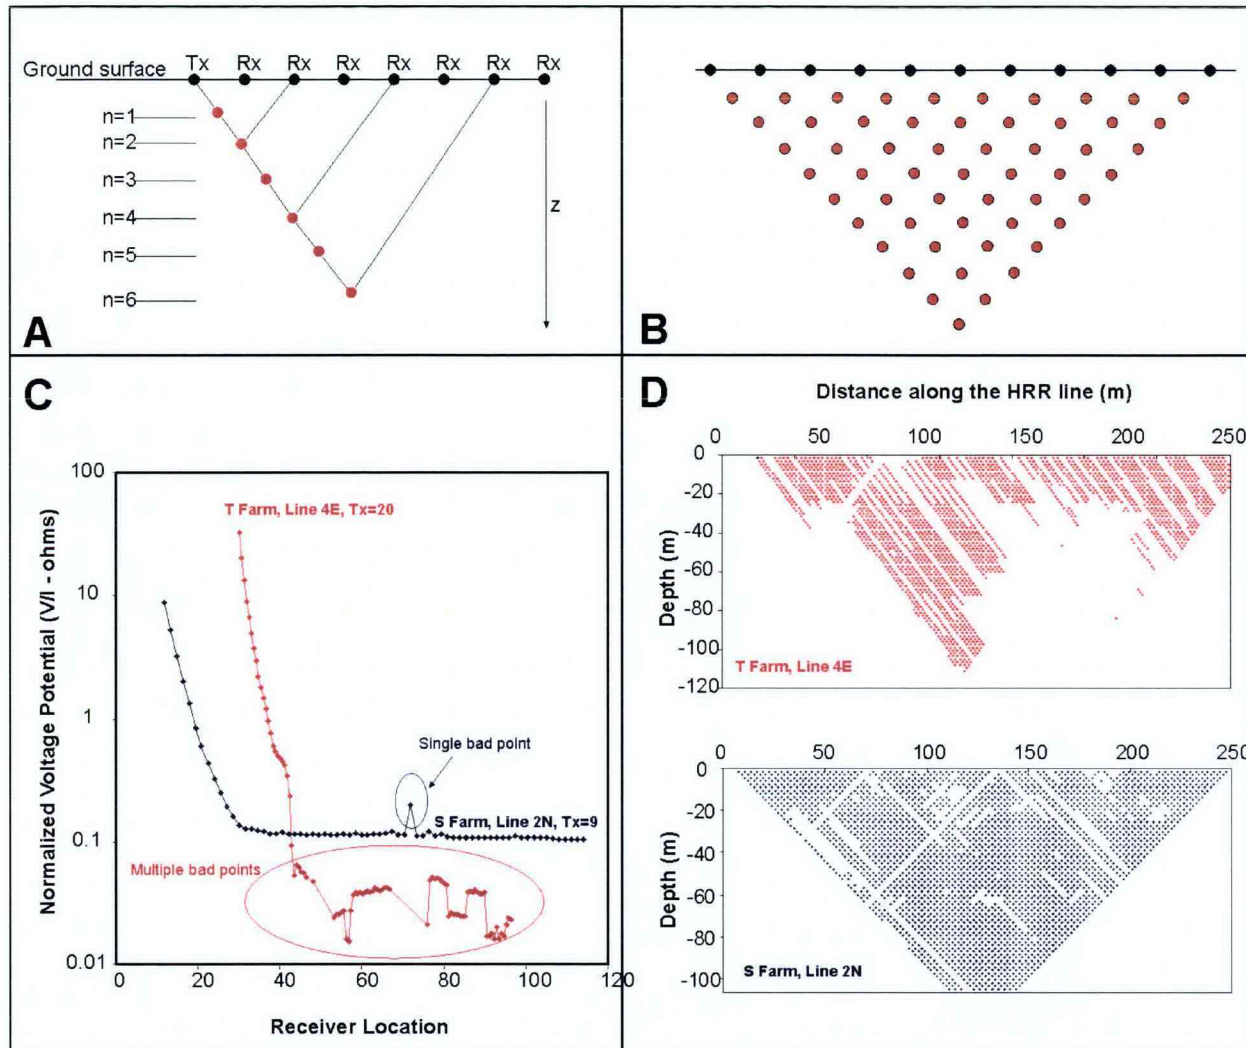 A
Ground surface
Tx Rx Rx Rx Rx Rx Rx Rx
n=1
n=2
n=3
n=4
n=5
n=6
z
B
C
Normalized Voltage Potential (V/I - ohms)
100
10
1
0.1
0.01
0 20 40 60 80 100 120
Receiver Location
T Farm, Line 4E, Tx=20
Single bad point
S Farm, Line 2N, Tx=9
Multiple bad points
D
Distance along the HRR line (m)
0 50 100 150 200 250
0
-20
-40
-60
-80
-100
-120
Depth (m)
T Farm, Line 4E
50 100 150 200 250
0
-20
-40
-60
-80
-100
Depth (m)
S Farm, Line 2N